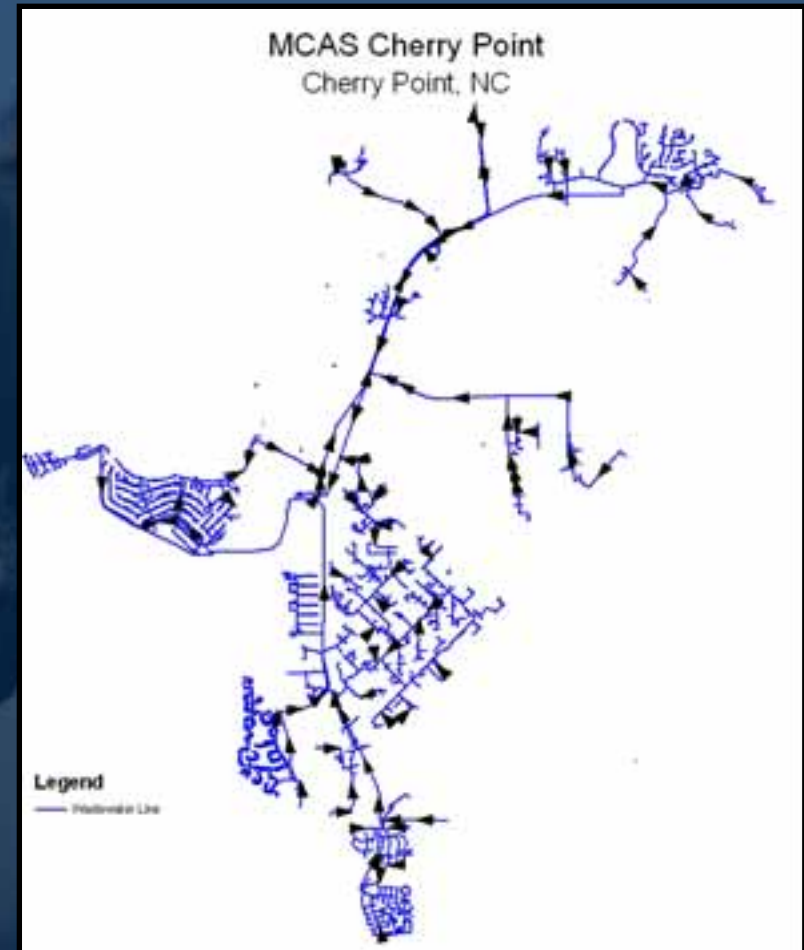 MCAS Cherry Point
Cherry Point, NC
Legend
Wastewater Line